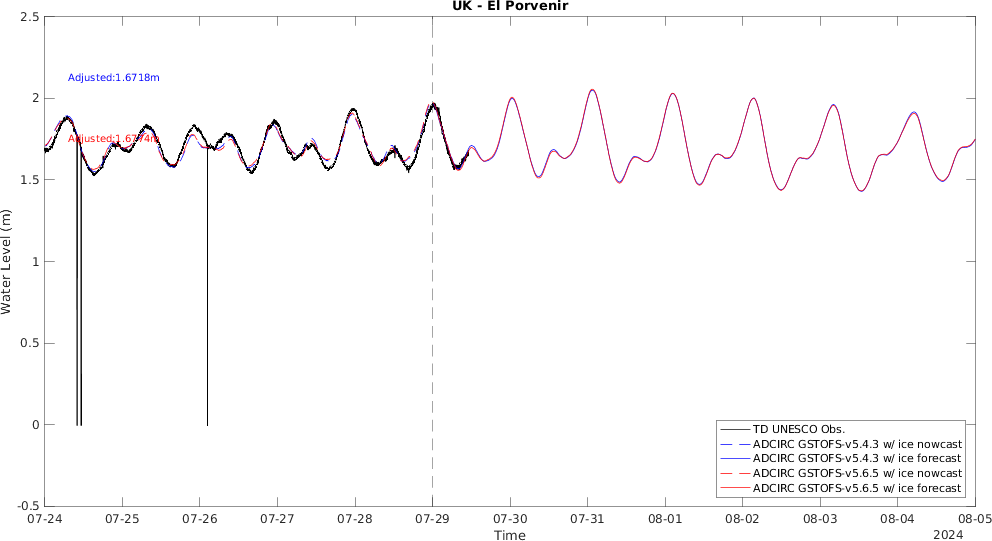 UK - El Porvenir
2.5
2
1.5
1
0.5
0
-0.5
Water Level (m)
Adjusted:1.6718m
07-24 07-25 07-26 07-27 07-28 07-29 07-30 07-31 08-01 08-02 08-03 08-04 08-05
Time
2024
TD UNESCO Obs.
ADCIRC GSTOFS-v5.4.3 w/ ice nowcast
ADCIRC GSTOFS-v5.4.3 w/ ice forecast
ADCIRC GSTOFS-v5.6.5 w/ ice nowcast
ADCIRC GSTOFS-v5.6.5 w/ ice forecast